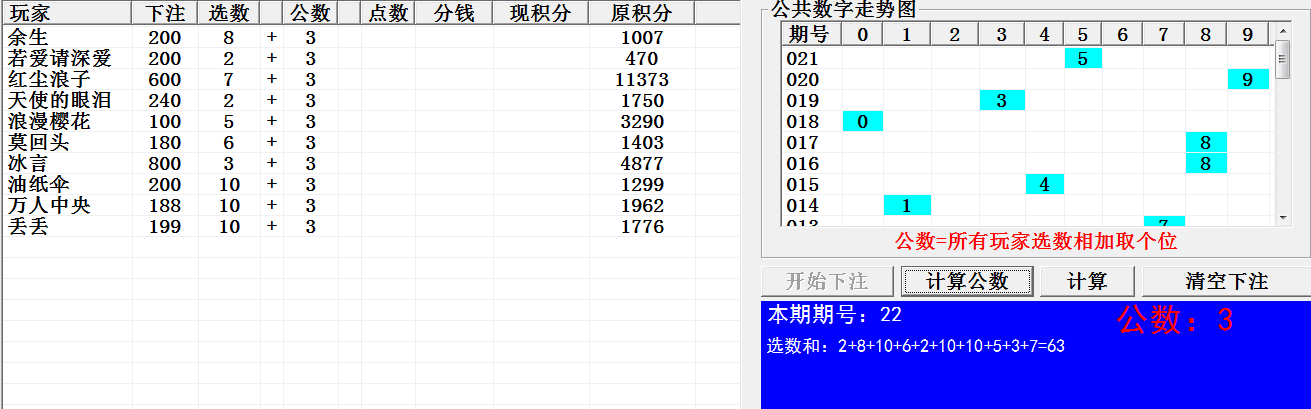 玩家 下注 选数 公数 点数 分钱 现积分 原积分
余生 200 8 + 3 1007
若爱请深爱 200 2 + 3 470
红尘浪子 600 7 + 3 11373
天使的眼泪 240 2 + 3 1750
浪漫樱花 100 5 + 3 3290
莫回头 180 6 + 3 1403
冰言 800 3 + 3 4877
油纸伞 200 10 + 3 1299
万人中央 188 10 + 3 1962
丢丢 199 10 + 3 1776
公共数字走势图
期号 0 1 2 3 4 5 6 7 8 9
021 5
020 9
019 3
018 0
017 8
016 8
015 4
014 1
013 7
公数=所有玩家选数相加取个位
开始下注 计算公数 计算 清空下注
本期期号：22 公数：3
选数和：2+8+10+6+2+10+10+5+3+7=63